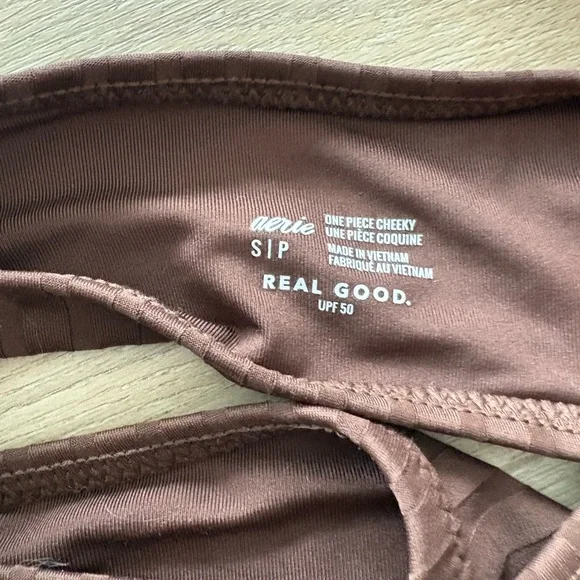 aerie ONE PIECE CHEEKY
UNE PIÈCE COQUINE
S|P MADE IN VIETNAM
FABRIQUÉ AU VIETNAM
REAL GOOD.
UPF 50